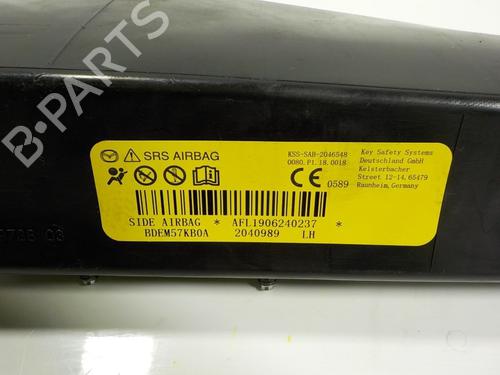 SRS AIRBAG
KSS-SAB-2046548
0080.P1.18.0018
Key Safety Systems
Deutschland GmbH
Kelsterbacher
Street 12-14,65479
Raunheim,Germany
CE 0589
SIDE AIRBAG * AFL1906240237 *
BDEM57KB0A 2040989 LH
B-PARTS